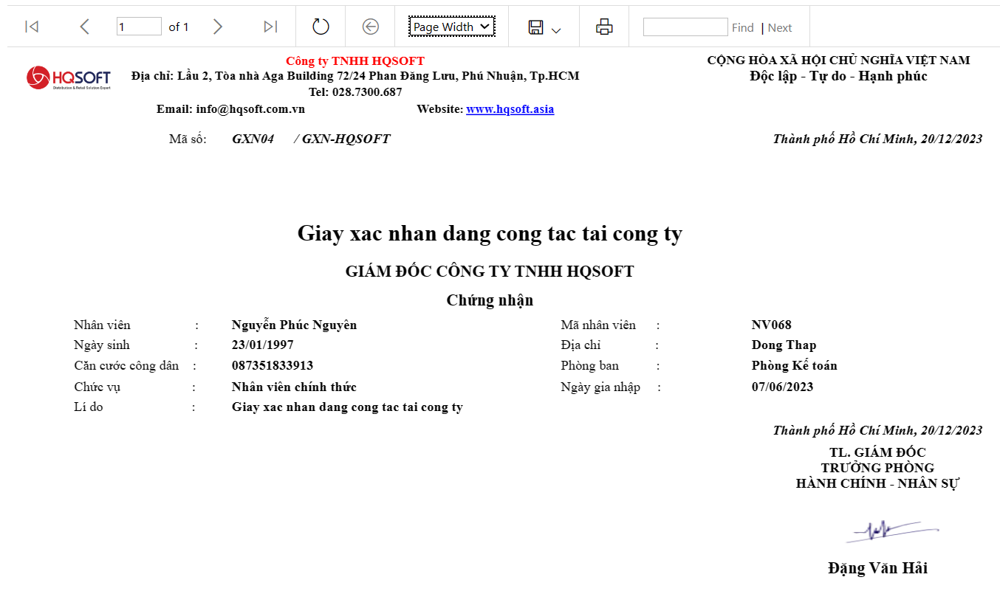 1 of 1 Page Width Find | Next
HQSOFT
Distribution & Retail Solution Expert
Công ty TNHH HQSOFT
Địa chỉ: Lầu 2, Tòa nhà Aga Building 72/24 Phan Đăng Lưu, Phú Nhuận, Tp.HCM
Tel: 028.7300.687
Email: info@hqsoft.com.vn Website: www.hqsoft.asia
CỘNG HÒA XÃ HỘI CHỦ NGHĨA VIỆT NAM
Độc lập - Tự do - Hạnh phúc
Mã số: GXN04 / GXN-HQSOFT
Thành phố Hồ Chí Minh, 20/12/2023
Giay xac nhan dang cong tac tai cong ty
GIÁM ĐỐC CÔNG TY TNHH HQSOFT
Chứng nhận
Nhân viên : Nguyễn Phúc Nguyên Mã nhân viên : NV068
Ngày sinh : 23/01/1997 Địa chỉ : Dong Thap
Căn cước công dân : 087351833913 Phòng ban : Phòng Kế toán
Chức vụ : Nhân viên chính thức Ngày gia nhập : 07/06/2023
Lí do : Giay xac nhan dang cong tac tai cong ty
Thành phố Hồ Chí Minh, 20/12/2023
TL. GIÁM ĐỐC
TRƯỞNG PHÒNG
HÀNH CHÍNH - NHÂN SỰ
Đặng Văn Hải